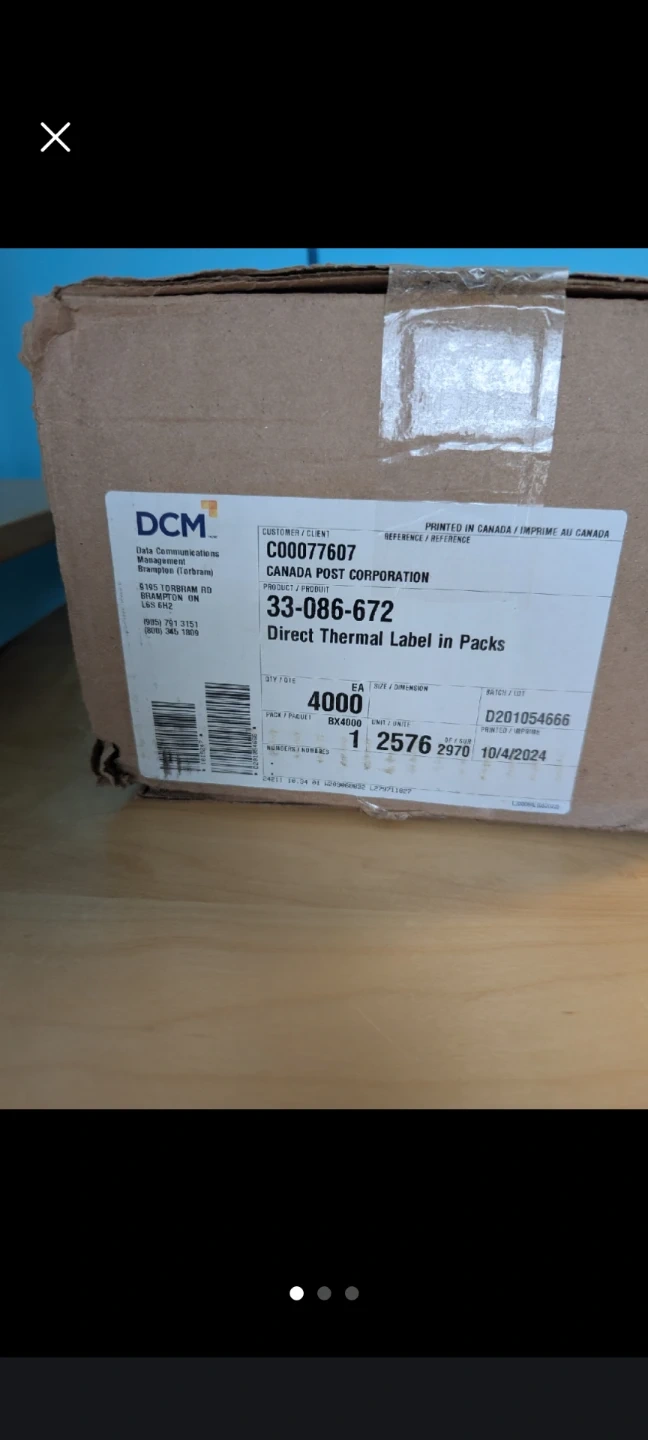 DCM
Data Communications
Management
Brampton (Torbram)
9195 TORBRAM RD
BRAMPTON ON
L6S 6H2
(905) 791 3151
(800) 345 1809
PRINTED IN CANADA / IMPRIME AU CANADA
CUSTOMER / CLIENT
REFERENCE / REFERENCE
C00077607
CANADA POST CORPORATION
PRODUCT / PRODUIT
33-086-672
Direct Thermal Label in Packs
QTY / QTE
EA
4000
SIZE / DIMENSION
BATCH / LOT
D201054666
PACK / PAQUET
BX4000
1
UNIT / UNITE
2576
OF / SUR
2970
PRINTED / IMPRIME
10/4/2024
NUMBERS / NUMEROS